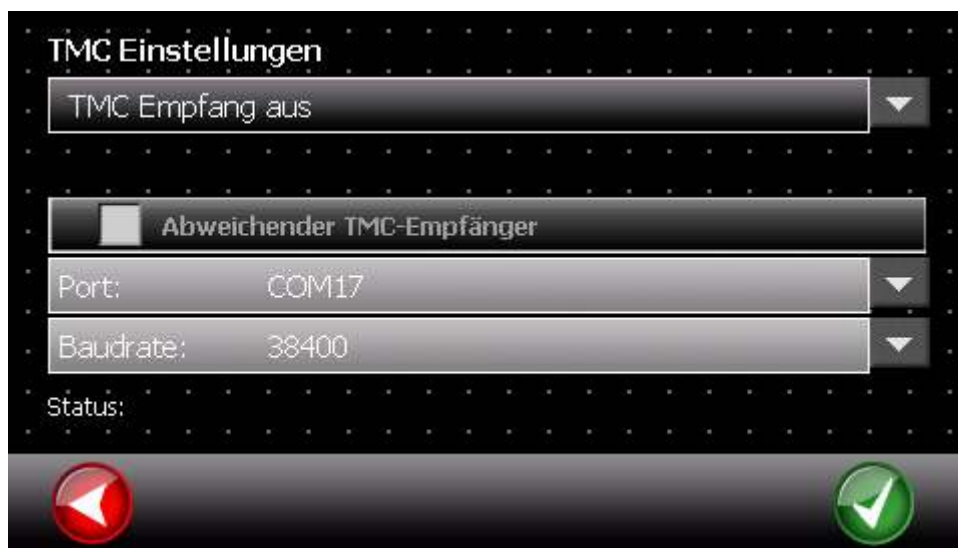 TMC Einstellungen
TMC Empfang aus
Abweichender TMC-Empfänger
Port: COM17
Baudrate: 38400
Status: